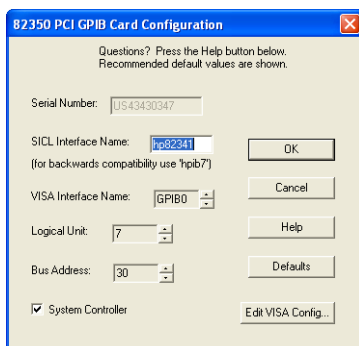 82350 PCI GPIB Card Configuration
Questions? Press the Help button below.
Recommended default values are shown.
Serial Number: US43430347
SICL Interface Name: hp82341
(for backwards compatibility use 'hpib7')
OK
VISA Interface Name: GPIB0
Cancel
Logical Unit: 7
Help
Bus Address: 30
Defaults
System Controller
Edit VISA Config...